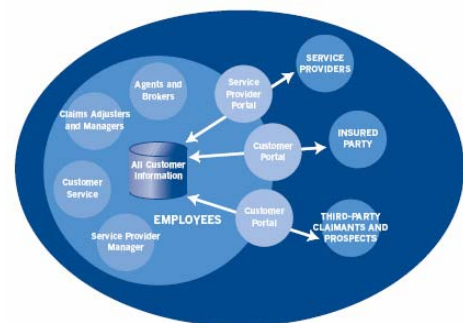 Agents and
Brokers
Claims Adjusters
and Managers
Customer
Service
Service Provider
Manager
All Customer
Information
EMPLOYEES
Service
Provider
Portal
Customer
Portal
Customer
Portal
SERVICE
PROVIDERS
INSURED
PARTY
THIRD-PARTY
CLAIMANTS AND
PROSPECTS